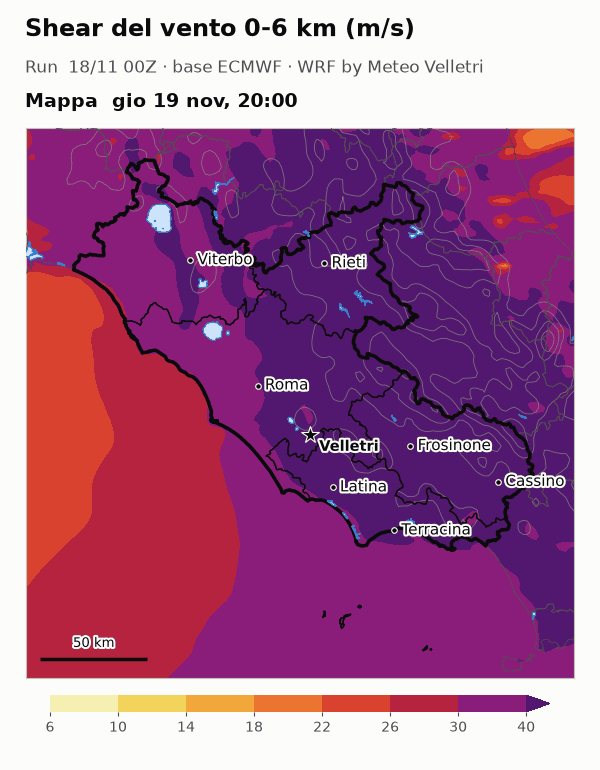 Shear del vento 0-6 km (m/s)
Run 18/11 00Z · base ECMWF · WRF by Meteo Velletri
Mappa gio 19 nov, 20:00
Viterbo
Rieti
Roma
Velletri
Frosinone
Latina
Cassino
Terracina
50 km
6 10 14 18 22 26 30 40